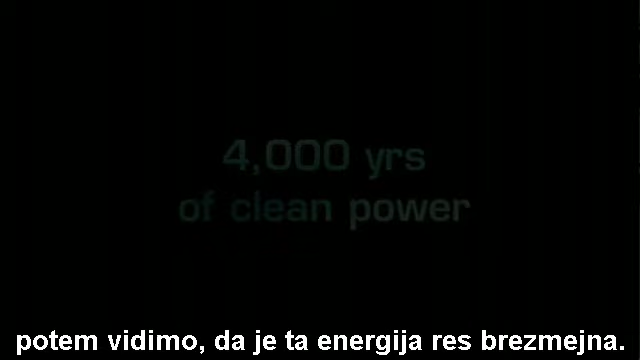 4,000 yrs
of clean power
potem vidimo, da je ta energija res brezmejna.